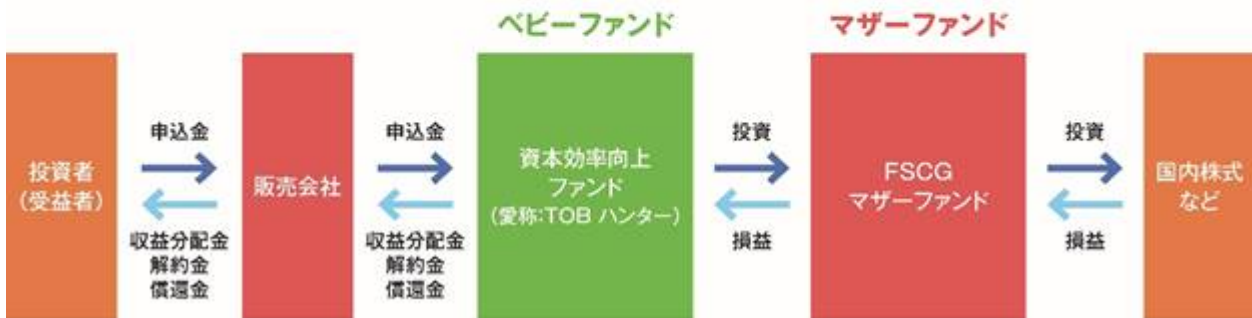 ベビーファンド
マザーファンド
投資者
（受益者）
申込金
収益分配金
解約金
償還金
販売会社
申込金
収益分配金
解約金
償還金
資本効率向上
ファンド
（愛称：TOB ハンター）
投資
損益
FSCG
マザーファンド
投資
損益
国内株式
など